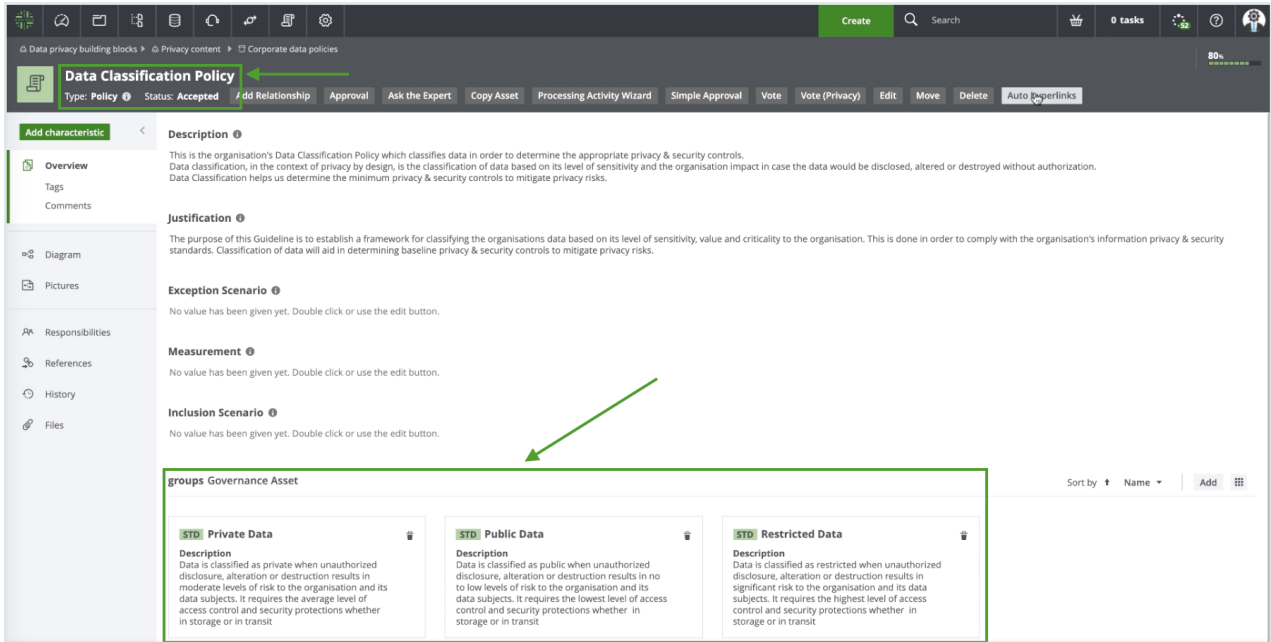 Create
Search
0 tasks
52
Data privacy building blocks
Privacy content
Corporate data policies
80%
Data Classification Policy
Type: Policy Status: Accepted
Add Relationship
Approval
Ask the Expert
Copy Asset
Processing Activity Wizard
Simple Approval
Vote
Vote (Privacy)
Edit
Move
Delete
Auto Hyperlinks
Add characteristic
Overview
Tags
Comments
Diagram
Pictures
Responsibilities
References
History
Files
Description
This is the organisation's Data Classification Policy which classifies data in order to determine the appropriate privacy & security controls.
Data classification, in the context of privacy by design, is the classification of data based on its level of sensitivity and the organisation impact in case the data would be disclosed, altered or destroyed without authorization.
Data Classification helps us determine the minimum privacy & security controls to mitigate privacy risks.
Justification
The purpose of this Guideline is to establish a framework for classifying the organisations data based on its level of sensitivity, value and criticality to the organisation. This is done in order to comply with the organisation's information privacy & security
standards. Classification of data will aid in determining baseline privacy & security controls to mitigate privacy risks.
Exception Scenario
No value has been given yet. Double click or use the edit button.
Measurement
No value has been given yet. Double click or use the edit button.
Inclusion Scenario
No value has been given yet. Double click or use the edit button.
groups Governance Asset
Sort by Name
Add
STD Private Data
Description
Data is classified as private when unauthorized
disclosure, alteration or destruction results in
moderate levels of risk to the organisation and its
data subjects. It requires the average level of
access control and security protections whether
in storage or in transit
STD Public Data
Description
Data is classified as public when unauthorized
disclosure, alteration or destruction results in no
to low levels of risk to the organisation and its
data subjects. It requires the lowest level of access
control and security protections whether in
storage or in transit
STD Restricted Data
Description
Data is classified as restricted when unauthorized
disclosure, alteration or destruction results in
significant risk to the organisation and its data
subjects. It requires the highest level of access
control and security protections whether in
storage or in transit